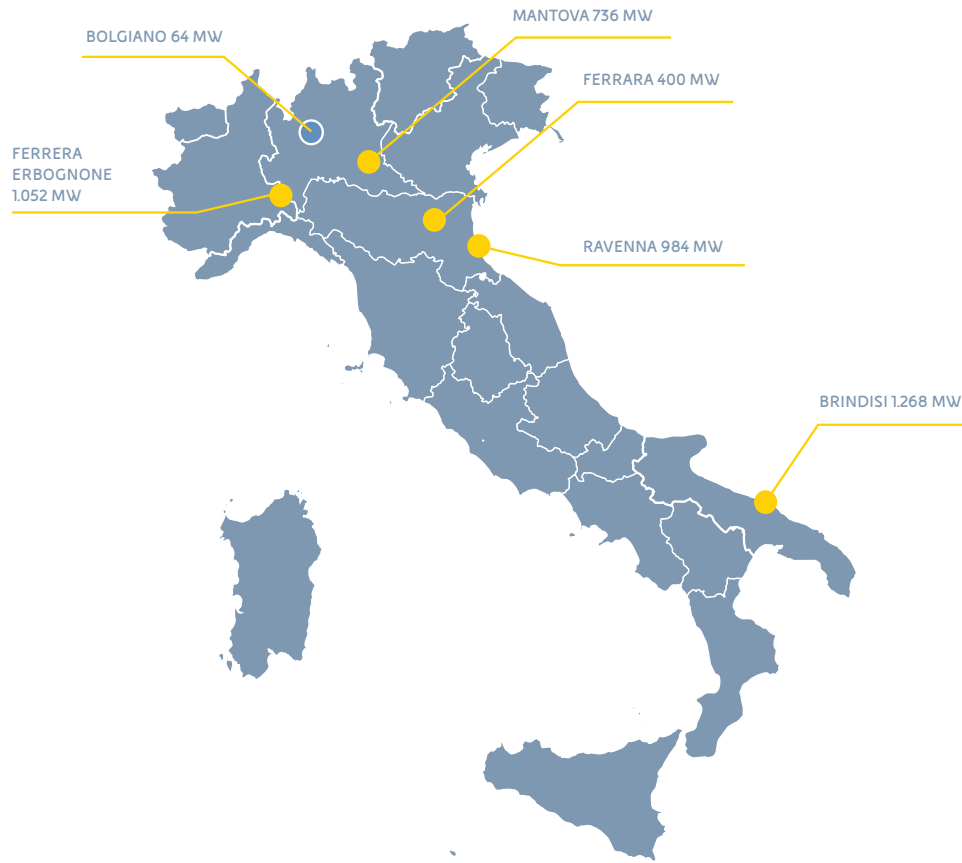 MANTOVA 736 MW
BOLGIANO 64 MW
FERRARA 400 MW
FERRERA
ERBOGNONE
1.052 MW
RAVENNA 984 MW
BRINDISI 1.268 MW